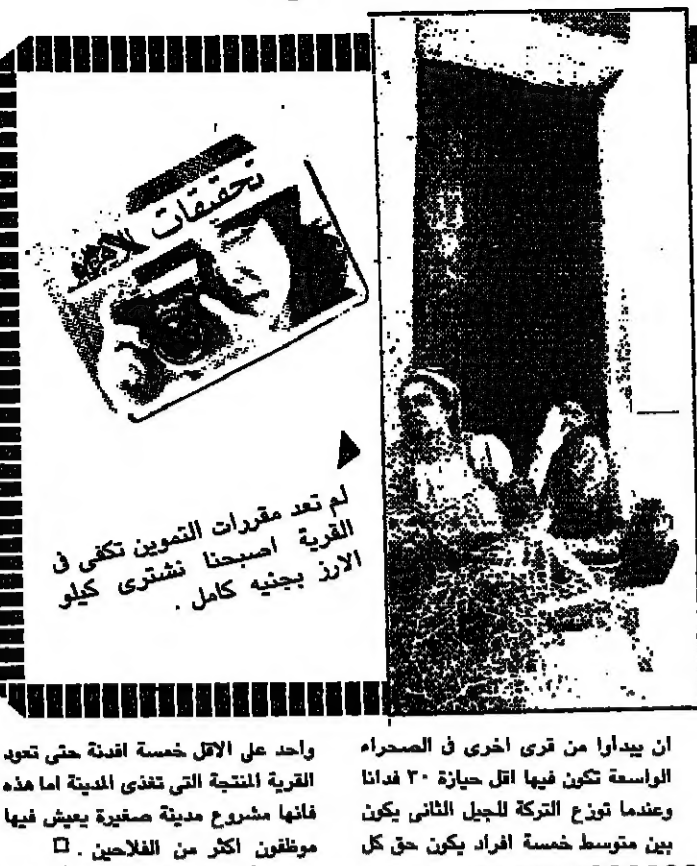 تحقيقات
لم تعد مقررات التموين تكفى فى
القرية اصبحنا نشترى كيلو
الارز بجنيه كامل .
ان يبدأوا من قرى اخرى فى الصحراء
الواسعة تكون فيها اقل حيازة ٣٠ فدانا
وعندما توزع التركة للجيل الثانى يكون
بين متوسط خمسة افراد يكون حق كل
واحد على الاقل خمسة افدنة حتى تعود
القرية المنتجة التى تغذى المدينة اما هذه
فانها مشروع مدينة صغيرة يعيش فيها
موظفون اكثر من الفلاحين .